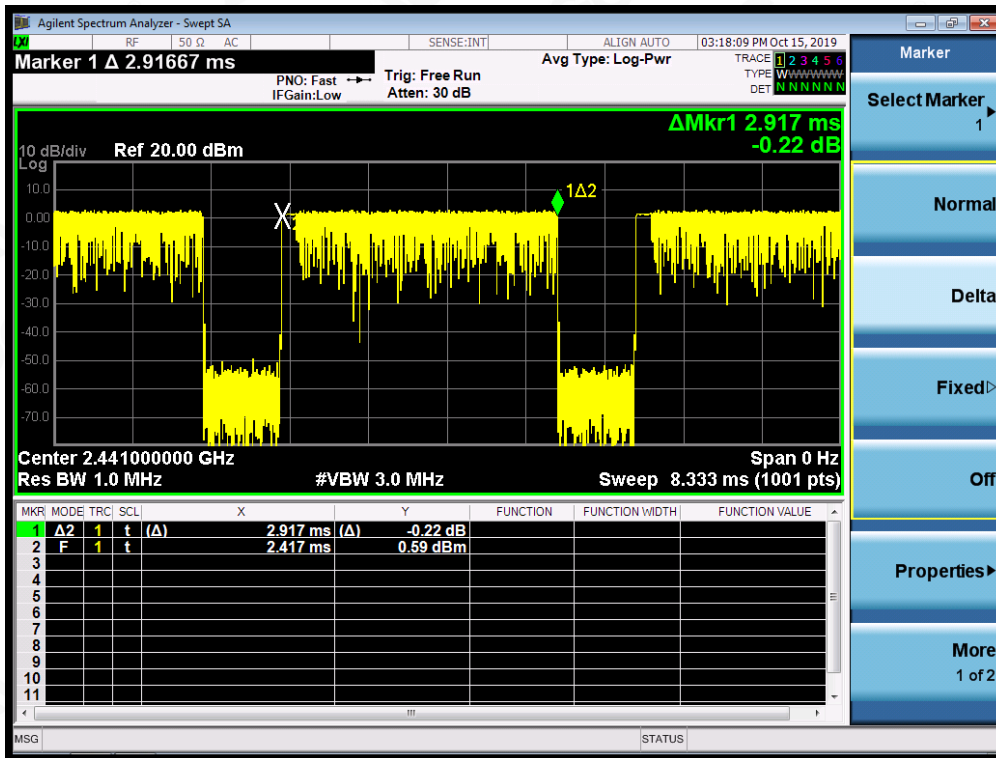 Agilent Spectrum Analyzer - Swept SA
LXI RF 50 Ω AC SENSE:INT ALIGN AUTO 03:18:09 PM Oct 15, 2019
Marker 1 Δ 2.91667 ms
PNO: Fast
IFGain:Low
Trig: Free Run
Atten: 30 dB
Avg Type: Log-Pwr
TRACE 1 2 3 4 5 6
TYPE WWWWWWW
DET N N N N N N
ΔMkr1 2.917 ms
-0.22 dB
10 dB/div Ref 20.00 dBm
Log
10.0
0.00
-10.0
-20.0
-30.0
-40.0
-50.0
-60.0
-70.0
1Δ2
Center 2.441000000 GHz Span 0 Hz
Res BW 1.0 MHz #VBW 3.0 MHz Sweep 8.333 ms (1001 pts)
MKR MODE TRC SCL X Y FUNCTION FUNCTION WIDTH FUNCTION VALUE
1 Δ2 1 t (Δ) 2.917 ms (Δ) -0.22 dB
2 F 1 t 2.417 ms 0.59 dBm
3
4
5
6
7
8
9
10
11
MSG STATUS
Marker
Select Marker
1
Normal
Delta
Fixed
Off
Properties
More
1 of 2